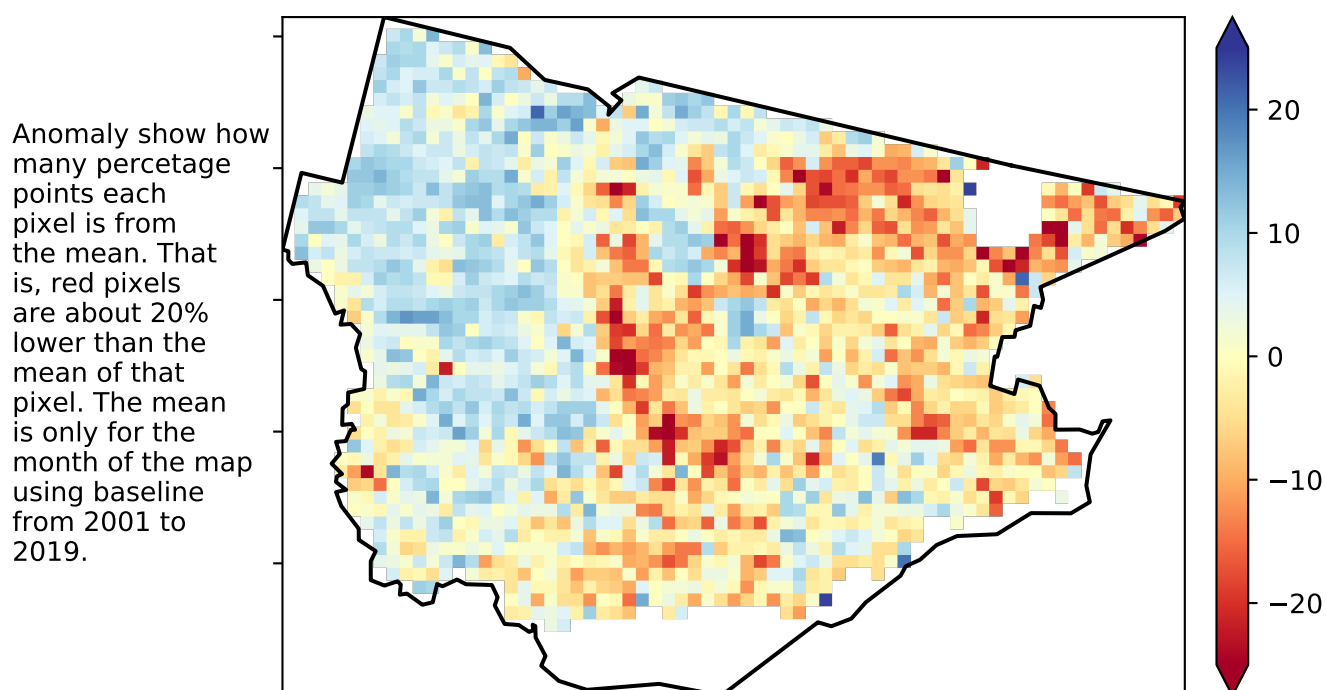 Anomaly show how
many percetage
points each
pixel is from
the mean. That
is, red pixels
are about 20%
lower than the
mean of that
pixel. The mean
is only for the
month of the map
using baseline
from 2001 to
2019.
20
10
0
−10
−20